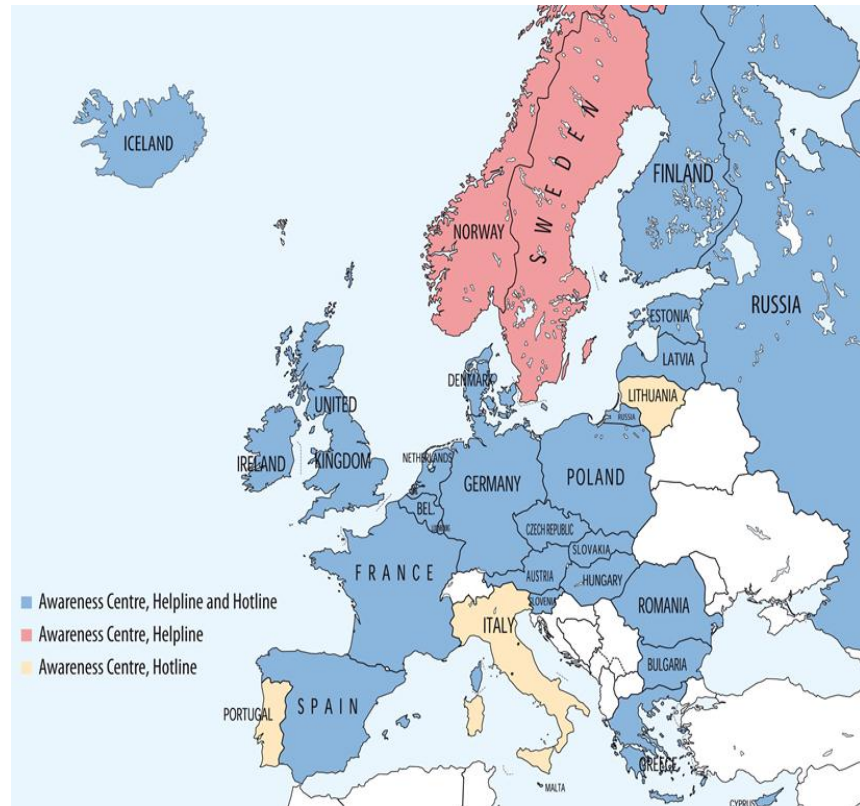 ICELAND
SWEDEN
FINLAND
NORWAY
RUSSIA
ESTONIA
LATVIA
DENMARK
LITHUANIA
RUSSIA
UNITED
KINGDOM
IRELAND
NETHERLANDS
GERMANY
POLAND
BEL.
CZECH REPUBLIC
SLOVAKIA
FRANCE
AUSTRIA
HUNGARY
SLOVENIA
ROMANIA
Awareness Centre, Helpline and Hotline
Awareness Centre, Helpline
Awareness Centre, Hotline
ITALY
BULGARIA
PORTUGAL
SPAIN
GREECE
MALTA
CYPRUS